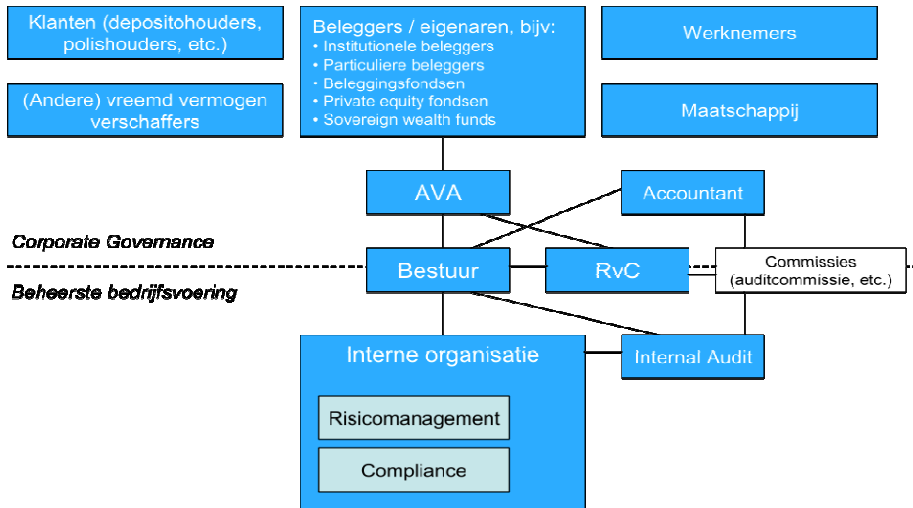 Klanten (depositohouders,
polishouders, etc.)
Beleggers / eigenaren, bijv:
• Institutionele beleggers
• Particuliere beleggers
• Beleggingsfondsen
• Private equity fondsen
• Sovereign wealth funds
Werknemers
(Andere) vreemd vermogen
verschaffers
Maatschappij
AVA
Accountant
Corporate Governance
Bestuur
RvC
Commissies
(auditcommissie, etc.)
Beheerste bedrijfsvoering
Interne organisatie
Internal Audit
Risicomanagement
Compliance